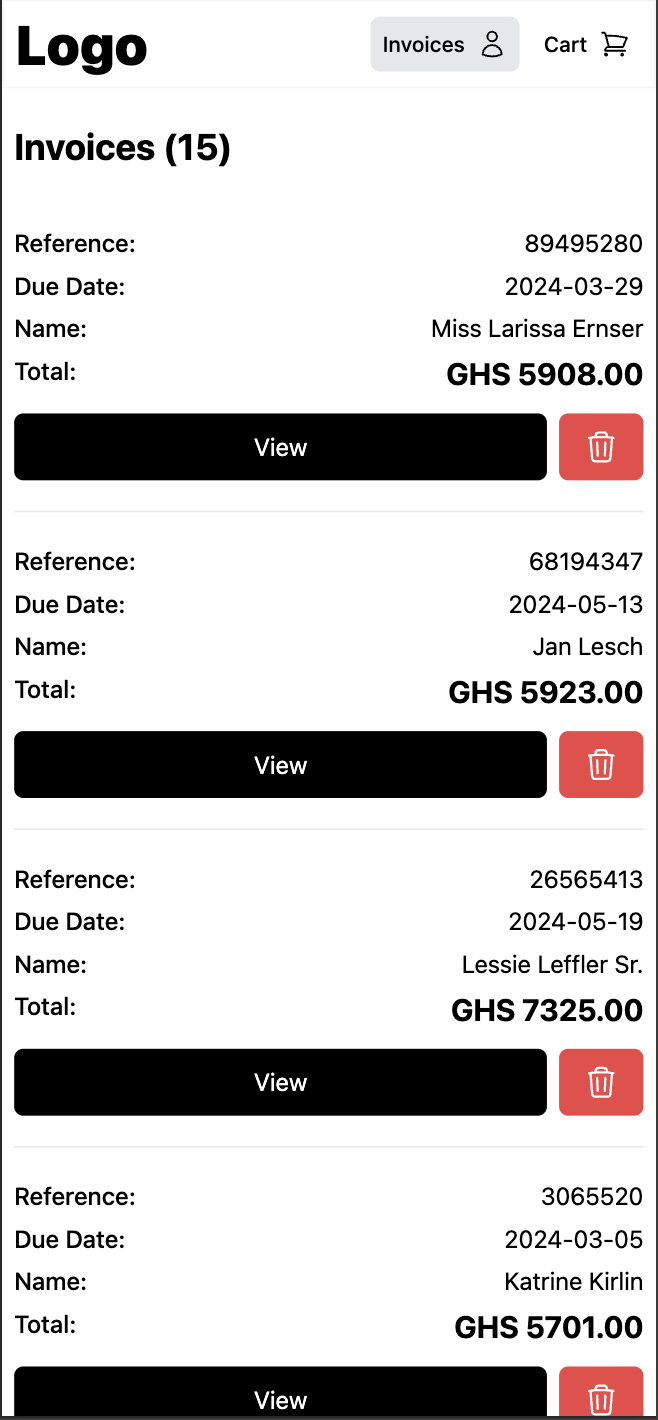 Logo Invoices Cart
Invoices (15)
Reference: 89495280
Due Date: 2024-03-29
Name: Miss Larissa Ernser
Total: GHS 5908.00
View
Reference: 68194347
Due Date: 2024-05-13
Name: Jan Lesch
Total: GHS 5923.00
View
Reference: 26565413
Due Date: 2024-05-19
Name: Lessie Leffler Sr.
Total: GHS 7325.00
View
Reference: 3065520
Due Date: 2024-03-05
Name: Katrine Kirlin
Total: GHS 5701.00
View